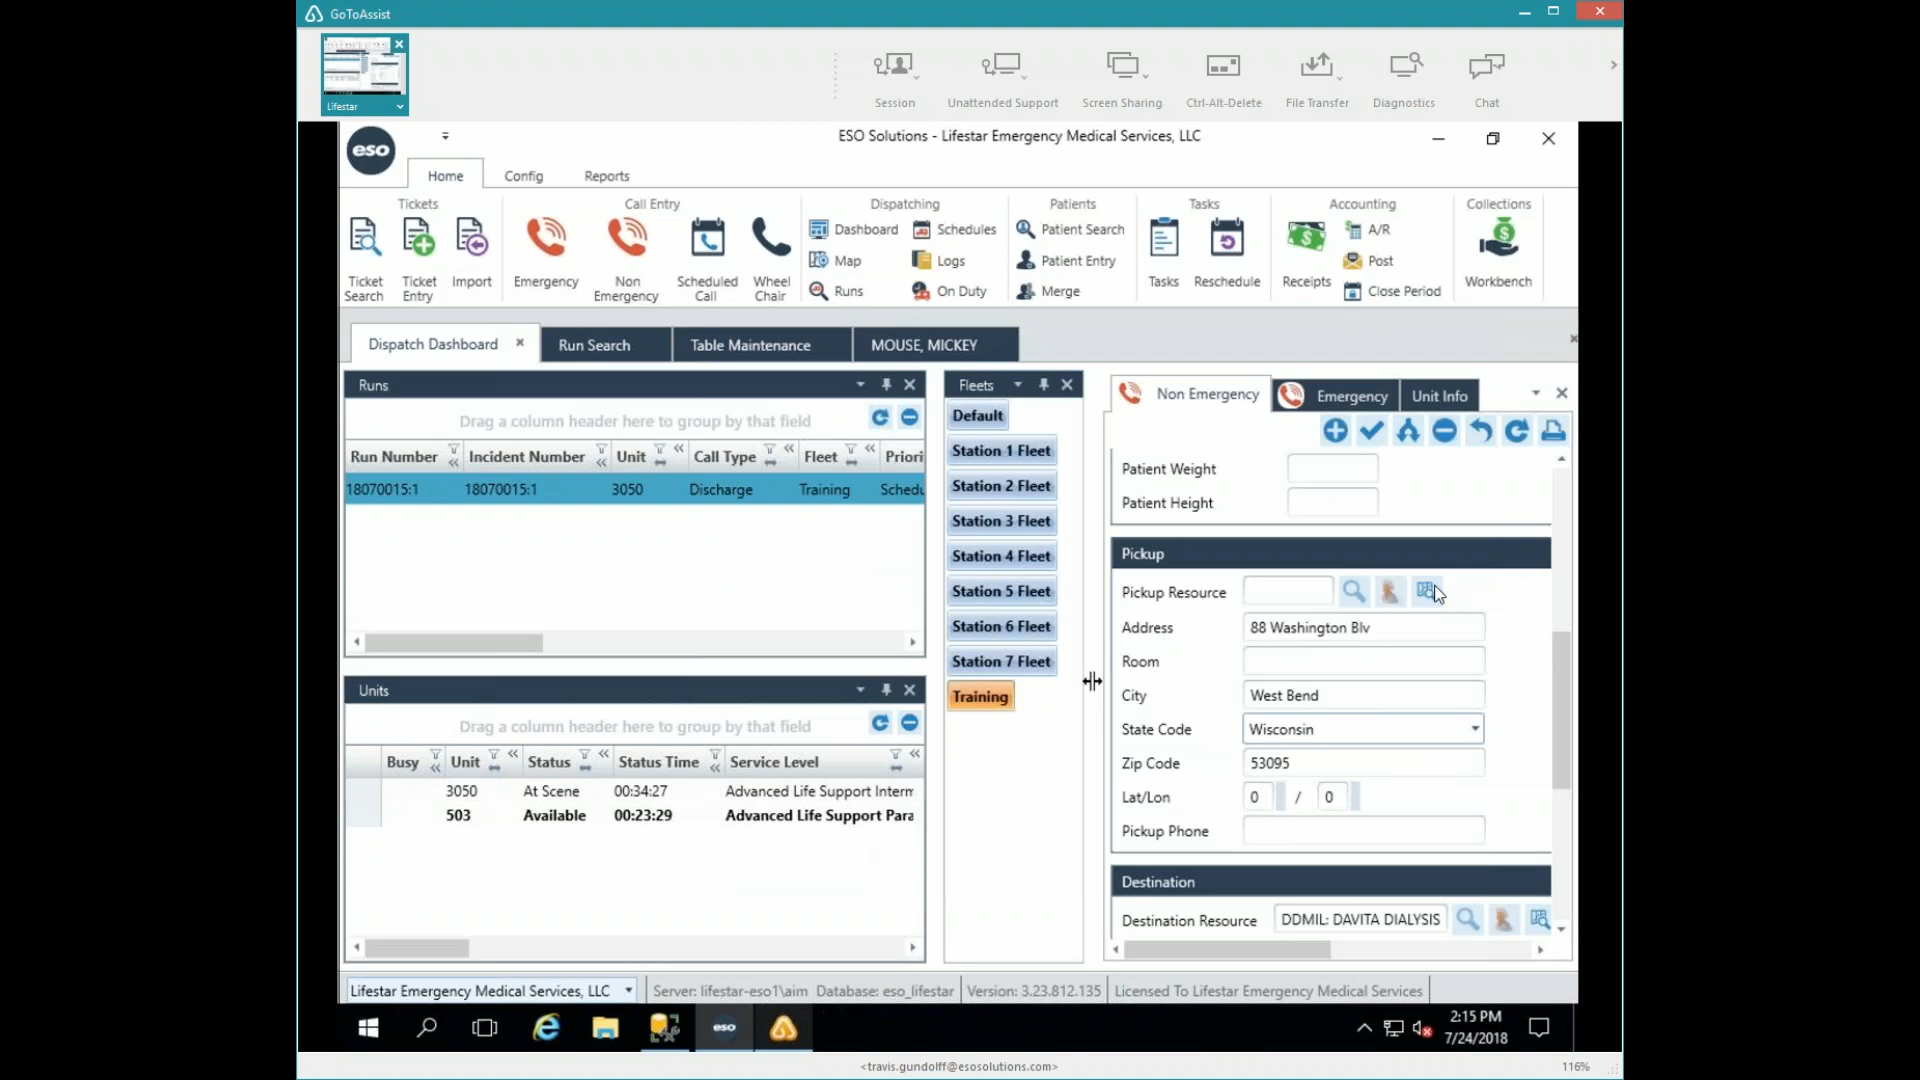 GoToAssist
Lifestar
Session
Unattended Support
Screen Sharing
Ctrl-Alt-Delete
File Transfer
Diagnostics
Chat
eso
ESO Solutions - Lifestar Emergency Medical Services, LLC
Home Config Reports
Tickets
Ticket Search
Ticket Entry
Import
Call Entry
Emergency
Non Emergency
Scheduled Call
Wheel Chair
Dispatching
Dashboard
Schedules
Map
Logs
Runs
On Duty
Patients
Patient Search
Patient Entry
Merge
Tasks
Tasks
Reschedule
Accounting
Receipts
A/R
Post
Close Period
Collections
Workbench
Dispatch Dashboard Run Search Table Maintenance MOUSE, MICKEY
Runs
Drag a column header here to group by that field
Run Number Incident Number Unit Call Type Fleet Priori
18070015:1 18070015:1 3050 Discharge Training Schedu
Units
Drag a column header here to group by that field
Busy Unit Status Status Time Service Level
3050 At Scene 00:34:27 Advanced Life Support Interm
503 Available 00:23:29 Advanced Life Support Para
Fleets
Default
Station 1 Fleet
Station 2 Fleet
Station 3 Fleet
Station 4 Fleet
Station 5 Fleet
Station 6 Fleet
Station 7 Fleet
Training
Non Emergency Emergency Unit Info
Patient Weight
Patient Height
Pickup
Pickup Resource
Address 88 Washington Blv
Room
City West Bend
State Code Wisconsin
Zip Code 53095
Lat/Lon 0 / 0
Pickup Phone
Destination
Destination Resource DDMIL: DAVITA DIALYSIS
Lifestar Emergency Medical Services, LLC Server: lifestar-eso1\aim Database: eso_lifestar Version: 3.23.812.135 Licensed To Lifestar Emergency Medical Services
eso
2:15 PM
7/24/2018
<travis.gundolff@esosolutions.com>
116%